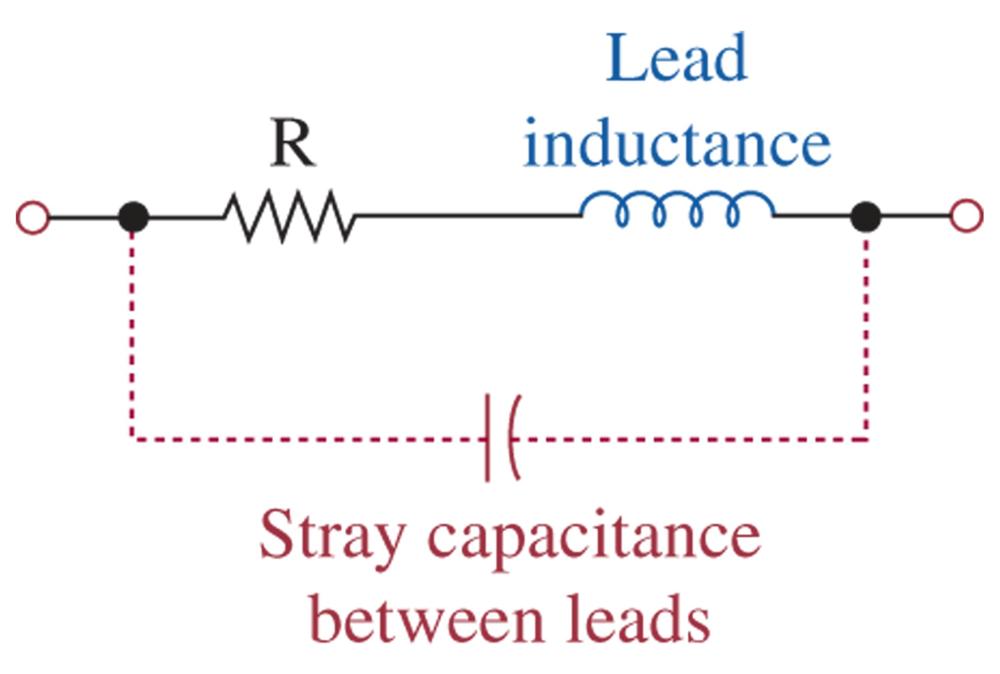 Lead
inductance
R
Stray capacitance
between leads